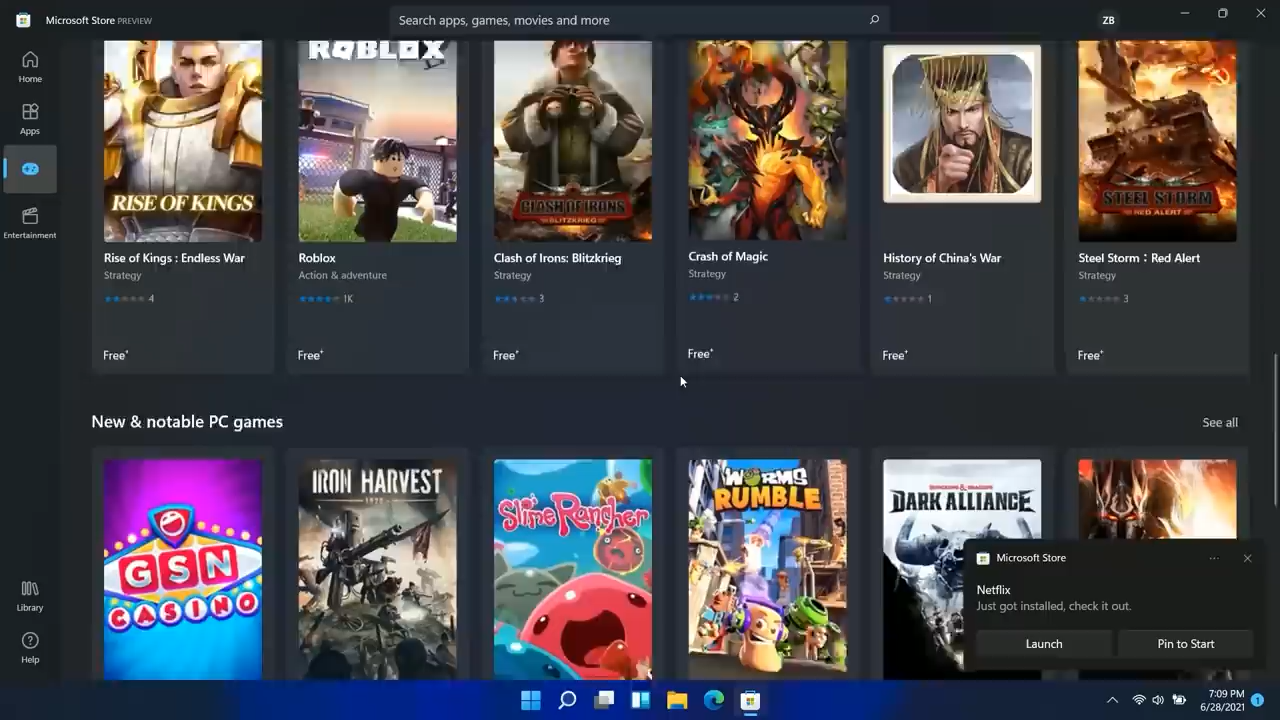 Microsoft Store PREVIEW
Search apps, games, movies and more
ZB
Home
Apps
Entertainment
Library
Help
RISE OF KINGS
ROBLOX
CLASH OF IRONS
BLITZKRIEG
STEEL STORM
RED ALERT
Rise of Kings : Endless War
Strategy
4
Free+
Roblox
Action & adventure
1K
Free+
Clash of Irons: Blitzkrieg
Strategy
3
Free+
Crash of Magic
Strategy
2
Free+
History of China's War
Strategy
1
Free+
Steel Storm：Red Alert
Strategy
3
Free+
New & notable PC games
See all
GSN
CASINO
IRON HARVEST
1920
Slime Rancher
WORMS
RUMBLE
DUNGEONS & DRAGONS
DARK ALLIANCE
Microsoft Store
Netflix
Just got installed, check it out.
Launch
Pin to Start
7:09 PM
6/28/2021
1